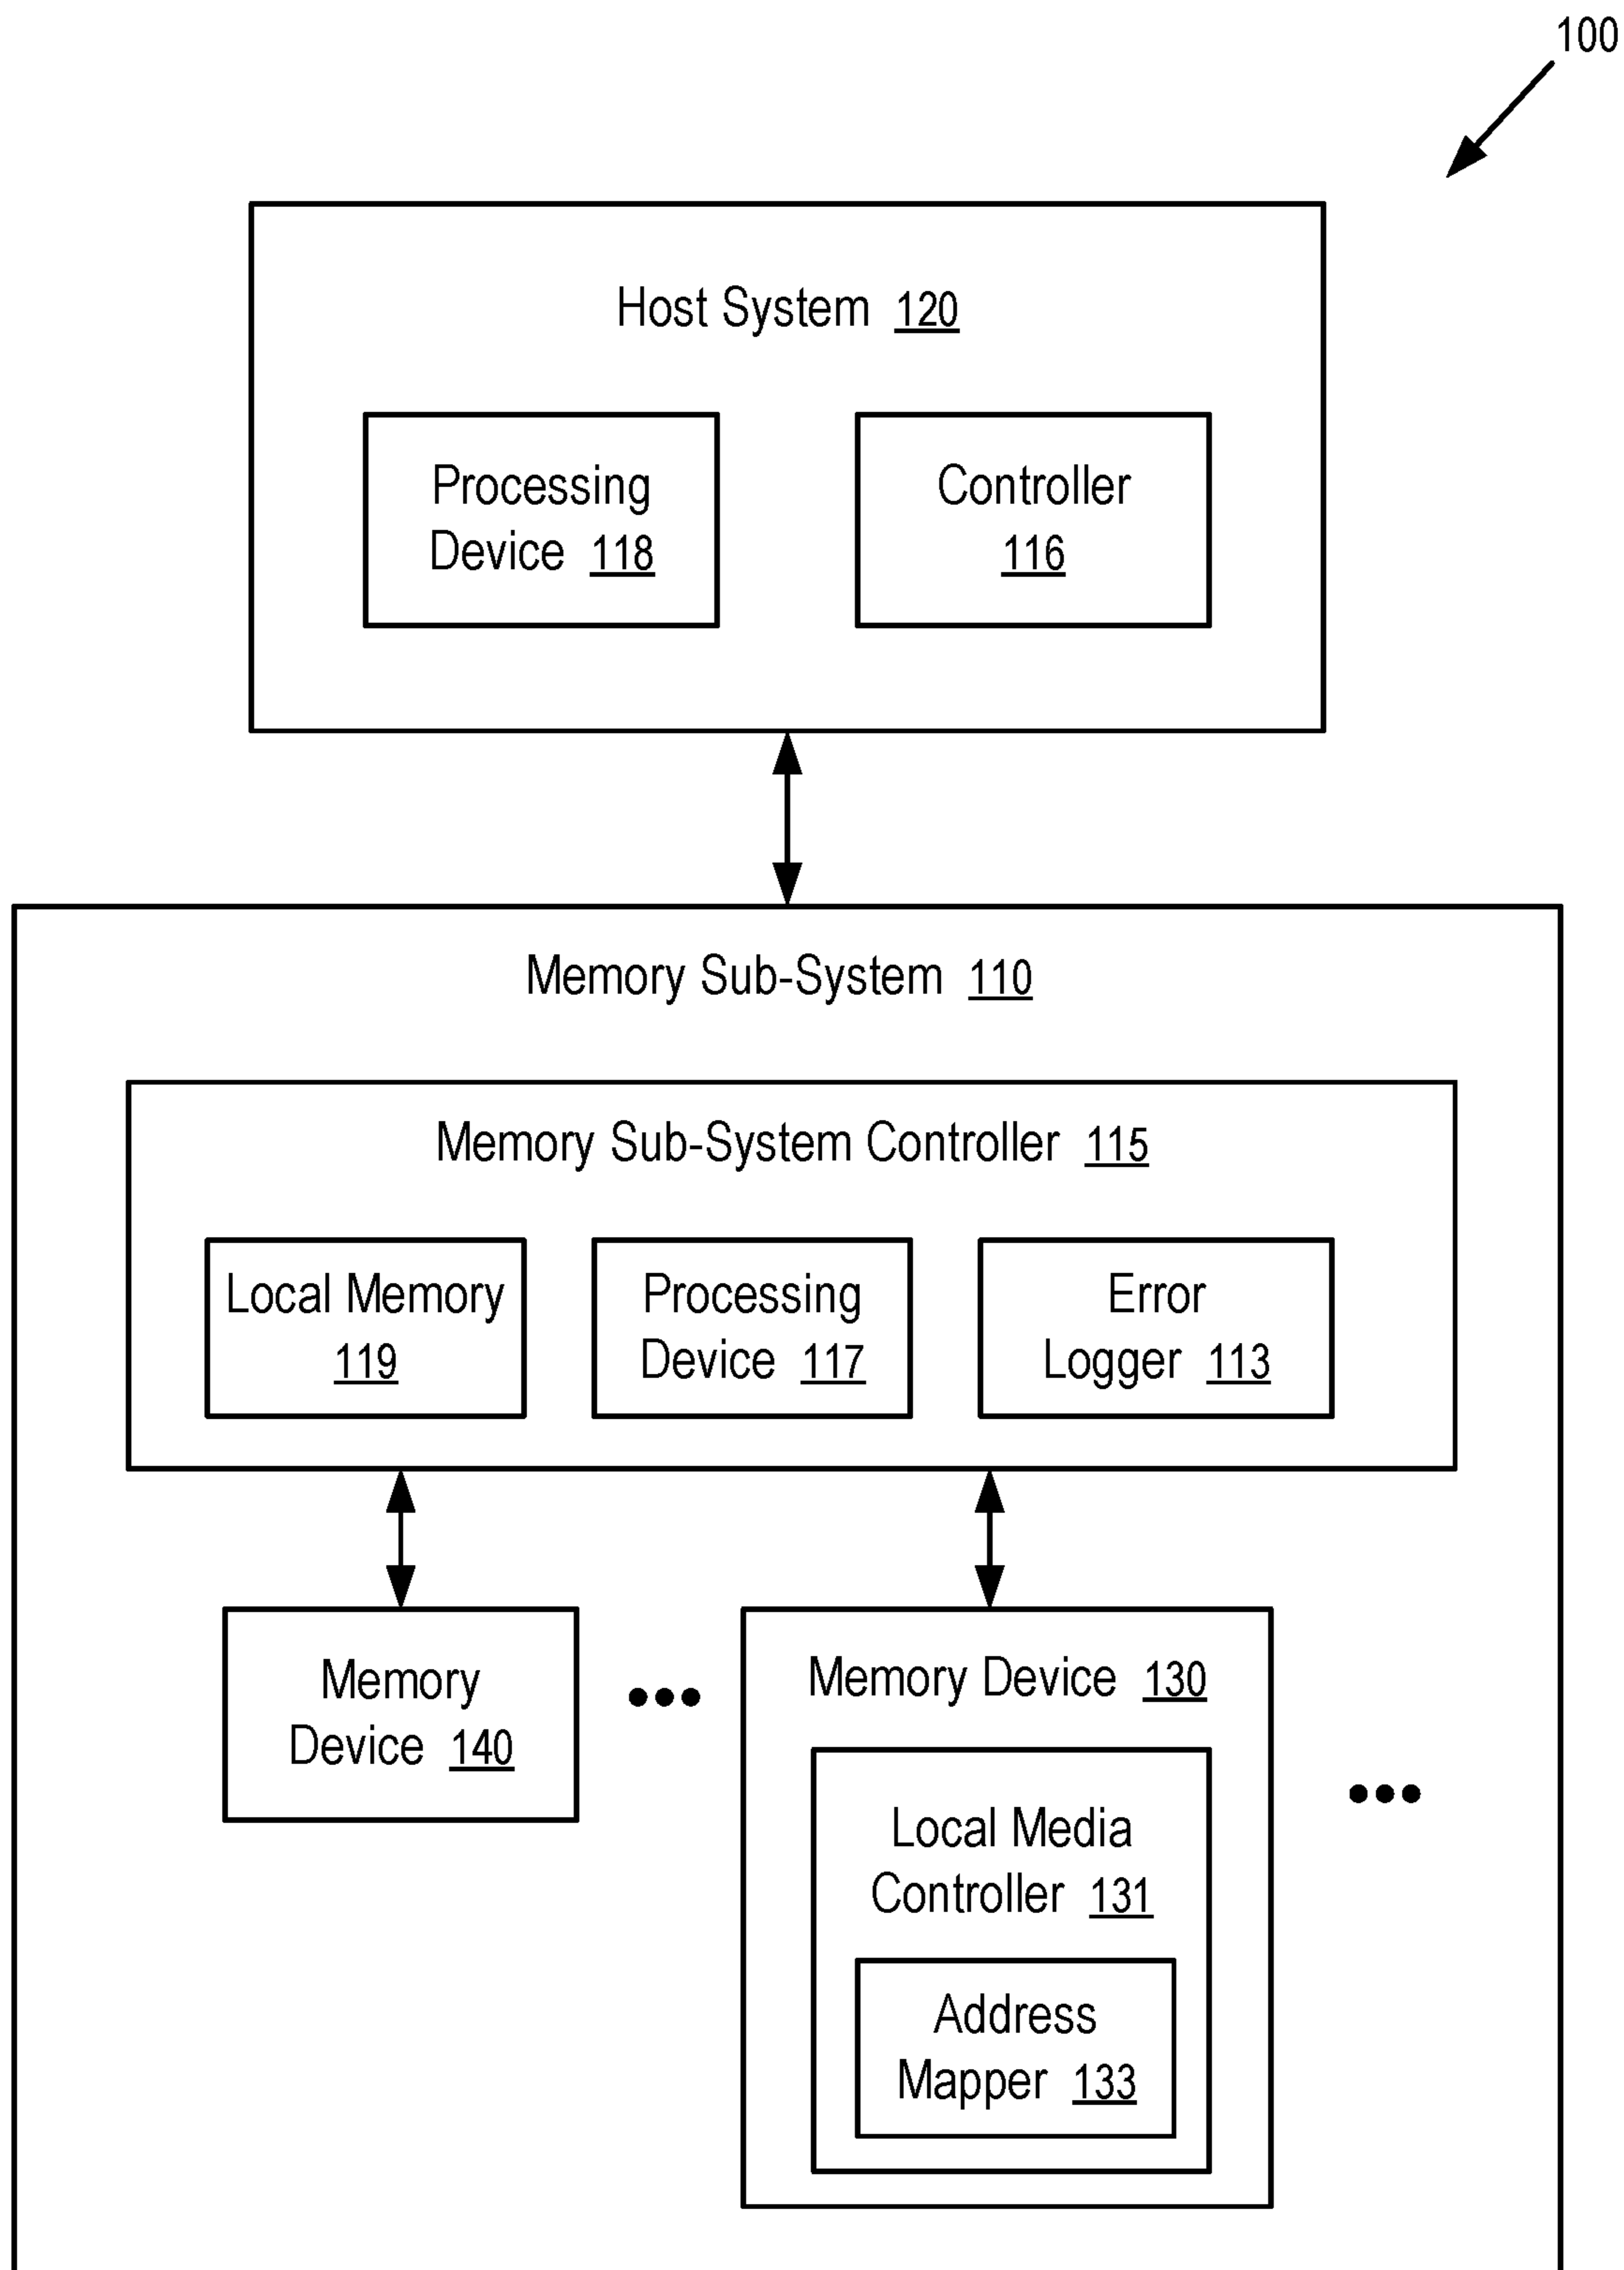 100
Host System 120
Processing
Device 118
Controller
116
Memory Sub-System 110
Memory Sub-System Controller 115
Local Memory
119
Processing
Device 117
Error
Logger 113
Memory
Device 140
•••
Memory Device 130
Local Media
Controller 131
Address
Mapper 133
•••